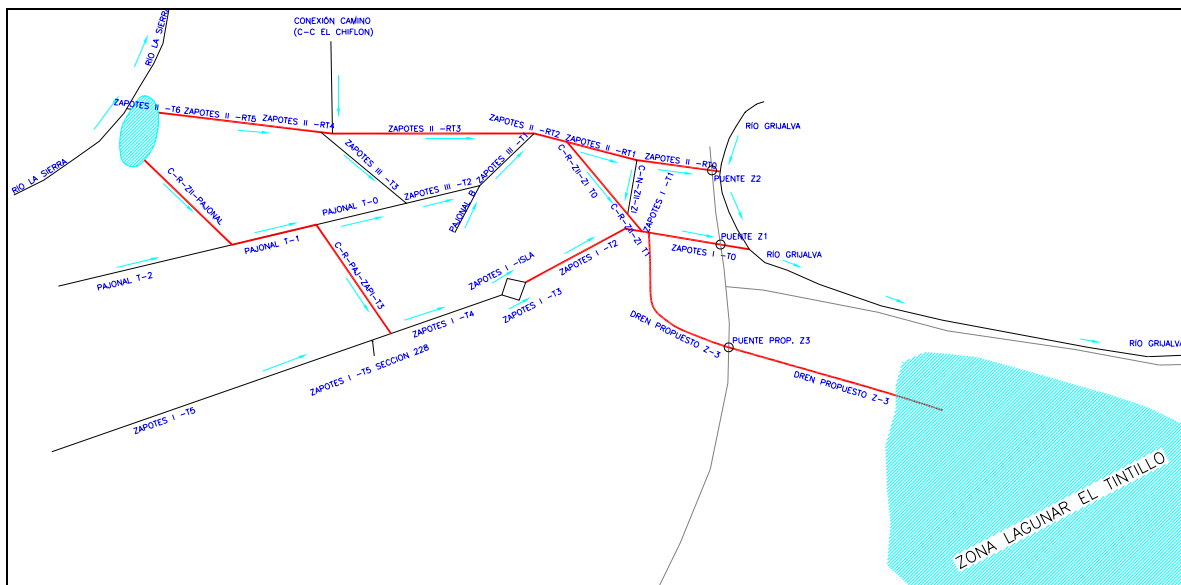 CONEXIÓN CAMINO
(C-C EL CHIFLON)
RÍO LA SIERRA
RÍO LA SIERRA
ZAPOTES II -T6
ZAPOTES II -RT5
ZAPOTES II -RT4
ZAPOTES II -RT3
ZAPOTES II -RT2
ZAPOTES II -RT1
ZAPOTES II -RT0
RÍO GRIJALVA
PUENTE Z2
C-R-ZII-PAJONAL
ZAPOTES III -T3
ZAPOTES III -T2
ZAPOTES III -T1
PAJONAL B
PAJONAL T-0
PAJONAL T-1
PAJONAL T-2
C-R-PAJ-ZAPI-T3
C-R-ZII-ZI T0
C-N-ZII-ZI
ZAPOTES I -T1
C-R-ZII-ZI T1
PUENTE Z1
ZAPOTES I -T0
RÍO GRIJALVA
ZAPOTES I -ISLA
ZAPOTES I -T2
ZAPOTES I -T3
ZAPOTES I -T4
ZAPOTES I -T5 SECCION 228
ZAPOTES I -T5
DREN PROPUESTO Z-3
PUENTE PROP. Z3
DREN PROPUESTO Z-3
RÍO GRIJALVA
ZONA LAGUNAR EL TINTILLO